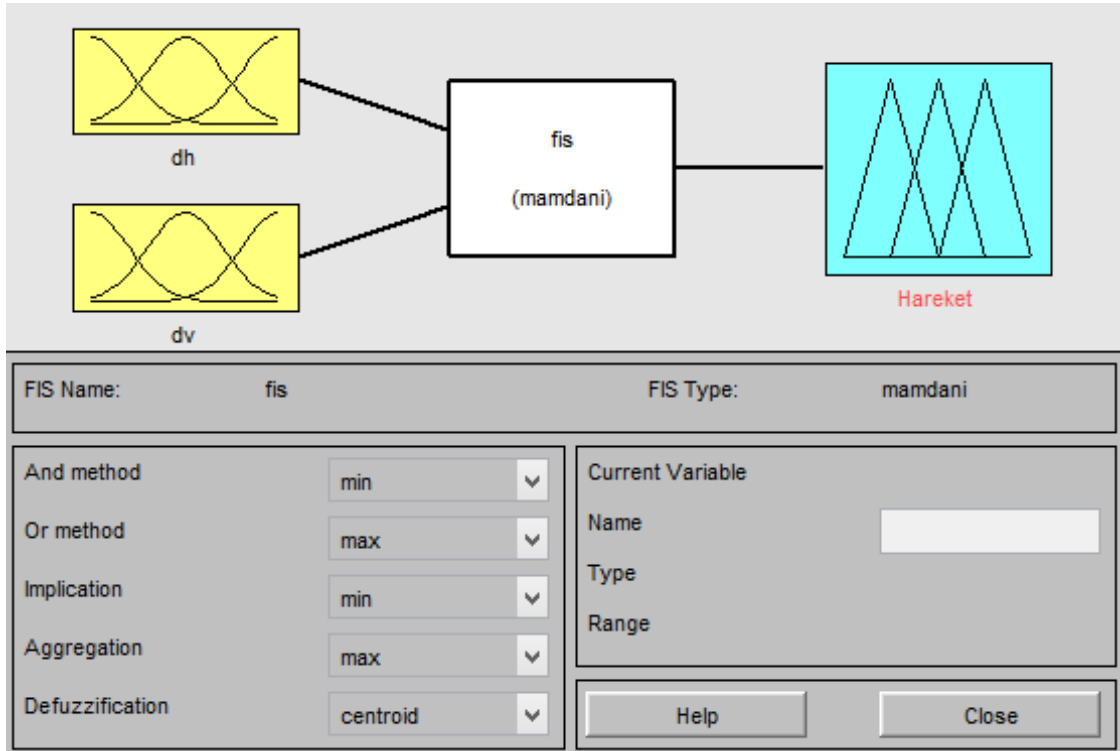 dh
dv
fis
(mamdani)
Hareket
FIS Name: fis FIS Type: mamdani
And method min
Or method max
Implication min
Aggregation max
Defuzzification centroid
Current Variable
Name
Type
Range
Help Close